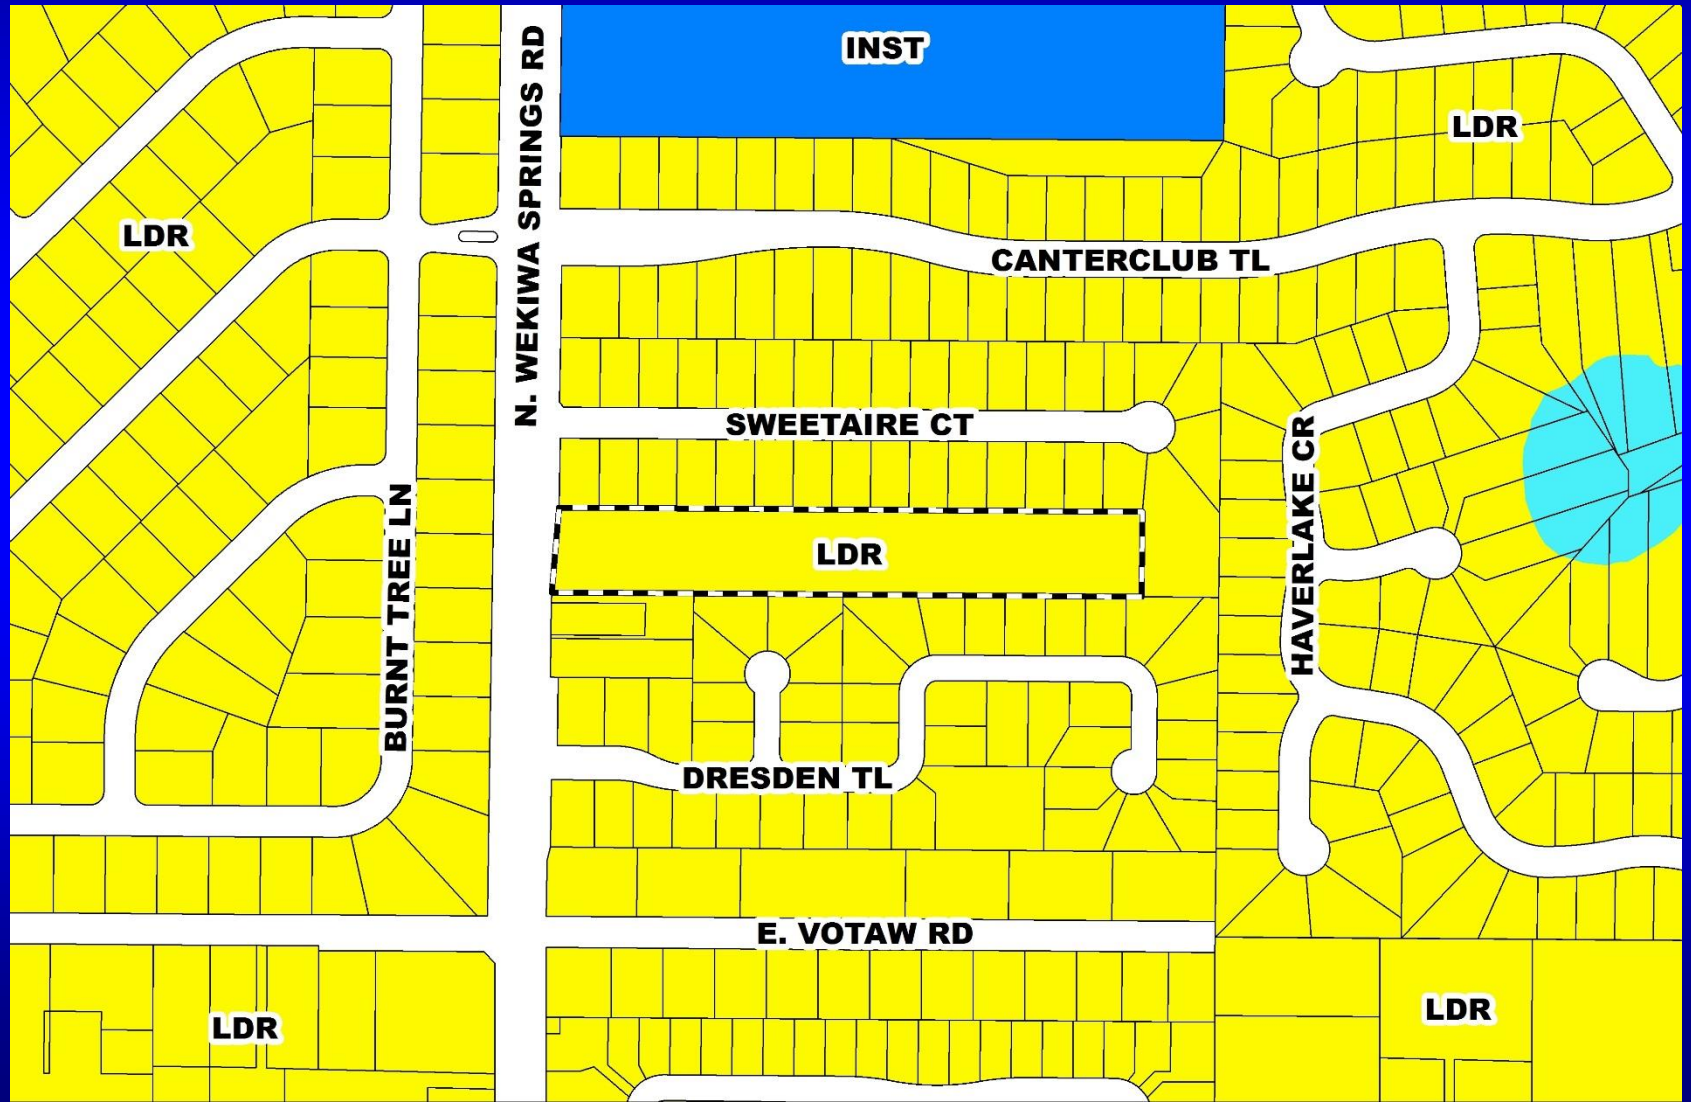 INST
LDR
LDR
N. WEKIWA SPRINGS RD
CANTERCLUB TL
SWEETAIRE CT
HAVERLAKE CR
BURNT TREE LN
LDR
DRESDEN TL
E. VOTAW RD
LDR
LDR